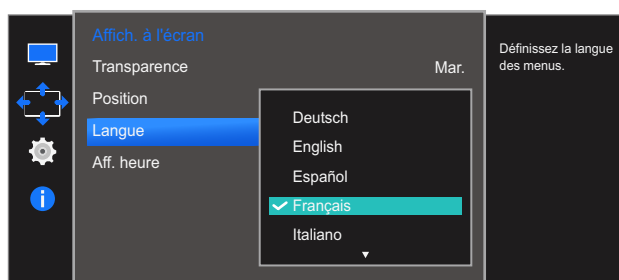 Affich. à l'écran
Transparence Mar.
Position
Langue
Aff. heure
Deutsch
English
Español
Français
Italiano
Définissez la langue
des menus.